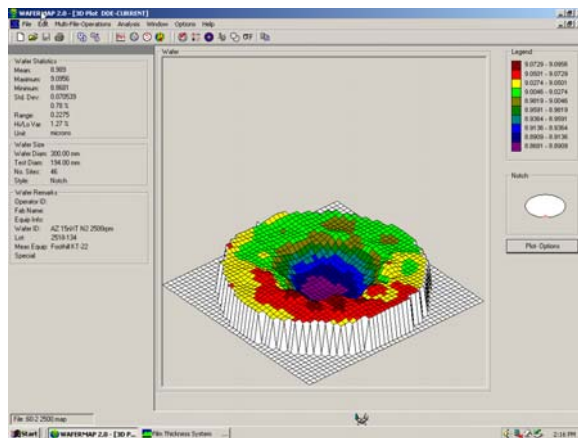 WAFERMAP 2.0 - [3D Plot DDE-CURRENT]
File Edit Multi-File-Operations Analysis Window Options Help
Wafer
Wafer Statistics
Mean: 8.989
Maximum: 9.0956
Minimum: 8.8681
Std. Dev: 0.070539
0.78 %
Range: 0.2275
Hi/Lo Var: 1.27 %
Unit: microns
Wafer Size
Wafer Diam: 200.00 mm
Test Diam: 194.00 mm
No. Sites: 46
Style: Notch
Wafer Remarks
Operator ID:
Fab Name:
Equip Info:
Wafer ID: AZ 15nXT N2 2500rpm
Lot: 2518-134
Meas Equip: Foothill KT-22
Special:
Legend
9.0729 - 9.0956
9.0501 - 9.0729
9.0274 - 9.0501
9.0046 - 9.0274
8.9819 - 9.0046
8.9591 - 8.9819
8.9364 - 8.9591
8.9136 - 8.9364
8.8909 - 8.9136
8.8681 - 8.8909
Notch
Plot Options
File: 60-2 2500.map
Start
WAFERMAP 2.0 - [3D P...
Film Thickness System ...
2:16 PM